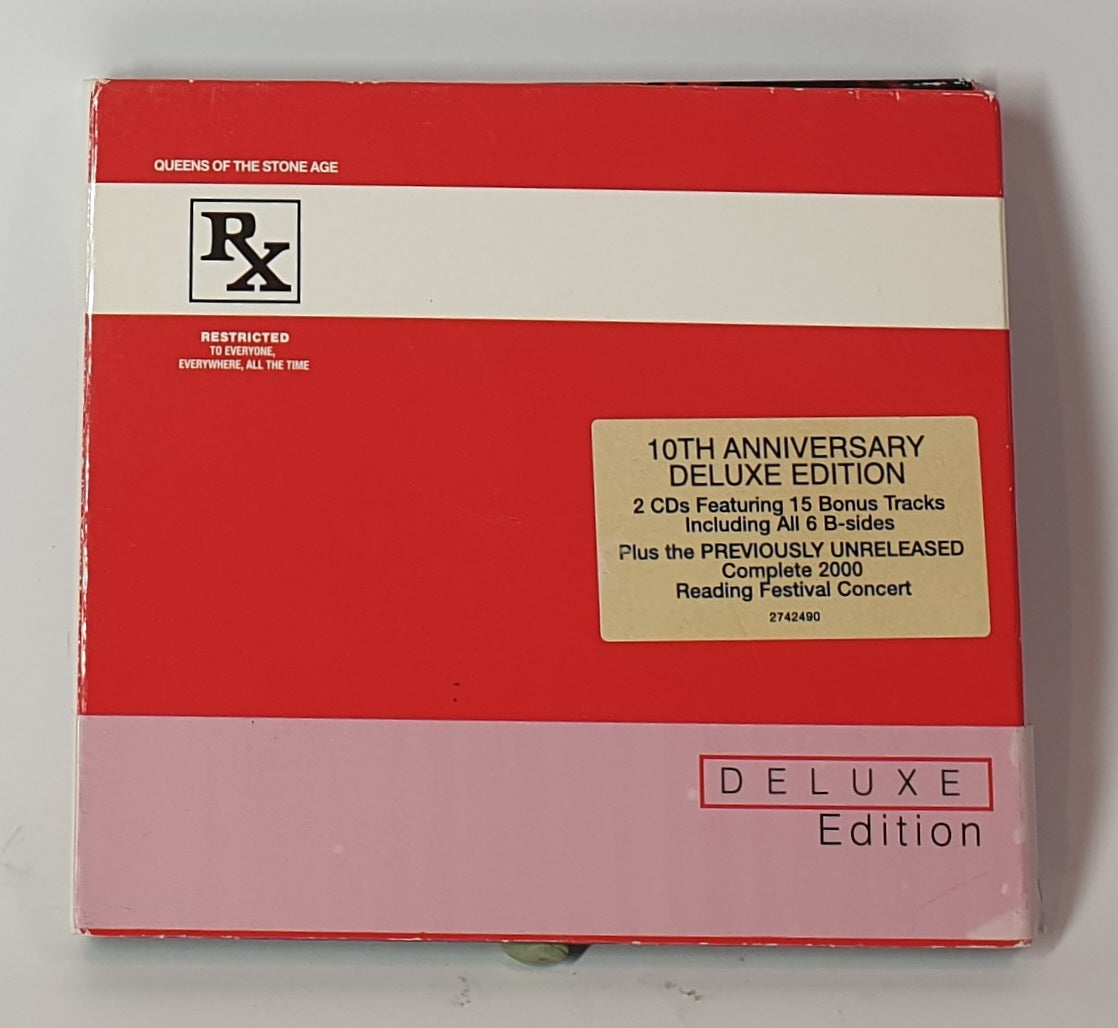 QUEENS OF THE STONE AGE
RX
RESTRICTED
TO EVERYONE,
EVERYWHERE, ALL THE TIME
10TH ANNIVERSARY
DELUXE EDITION
2 CDs Featuring 15 Bonus Tracks
Including All 6 B-sides
Plus the PREVIOUSLY UNRELEASED
Complete 2000
Reading Festival Concert
2742490
DELUXE
Edition